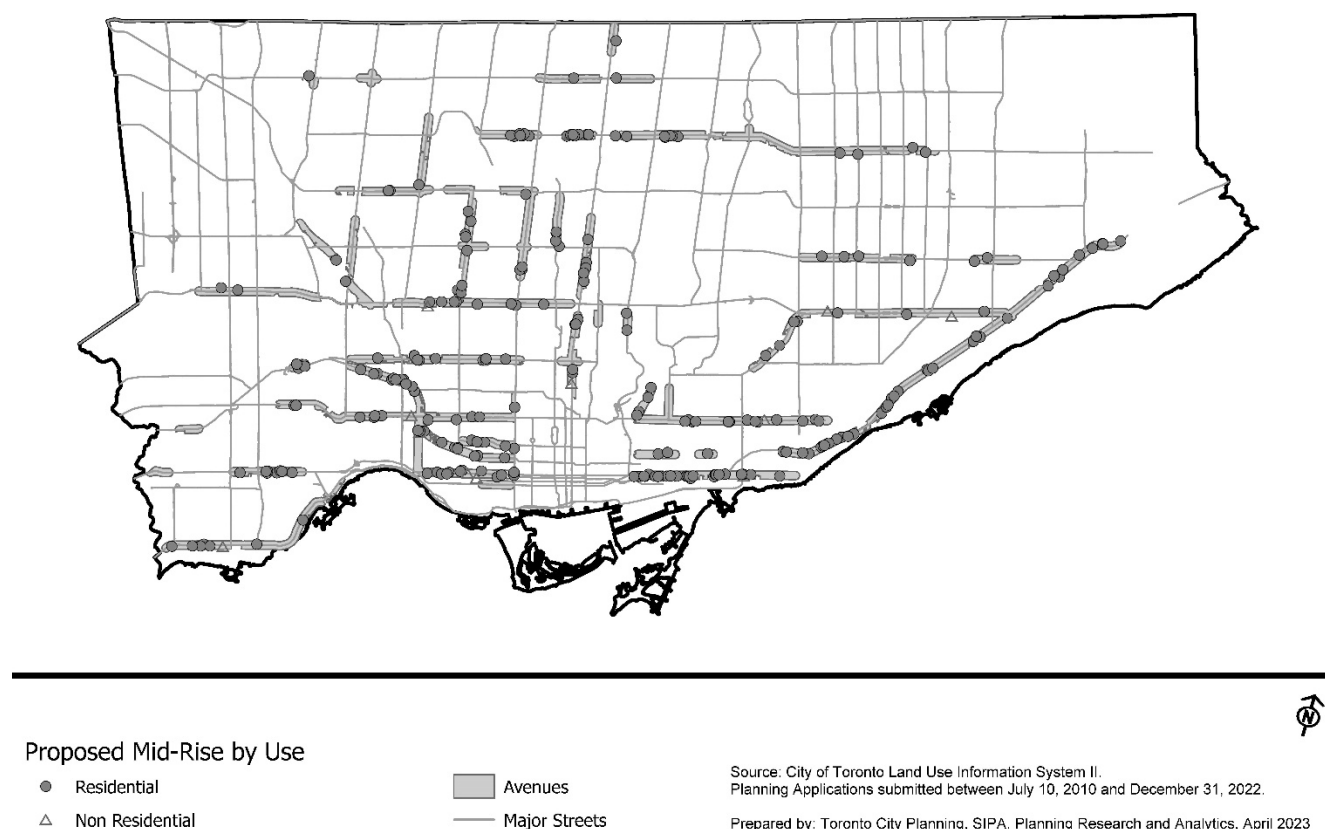 N
Proposed Mid-Rise by Use
Residential
Non Residential
Avenues
Major Streets
Source: City of Toronto Land Use Information System II.
Planning Applications submitted between July 10, 2010 and December 31, 2022.
Prepared by: Toronto City Planning, SIPA, Planning Research and Analytics, April 2023